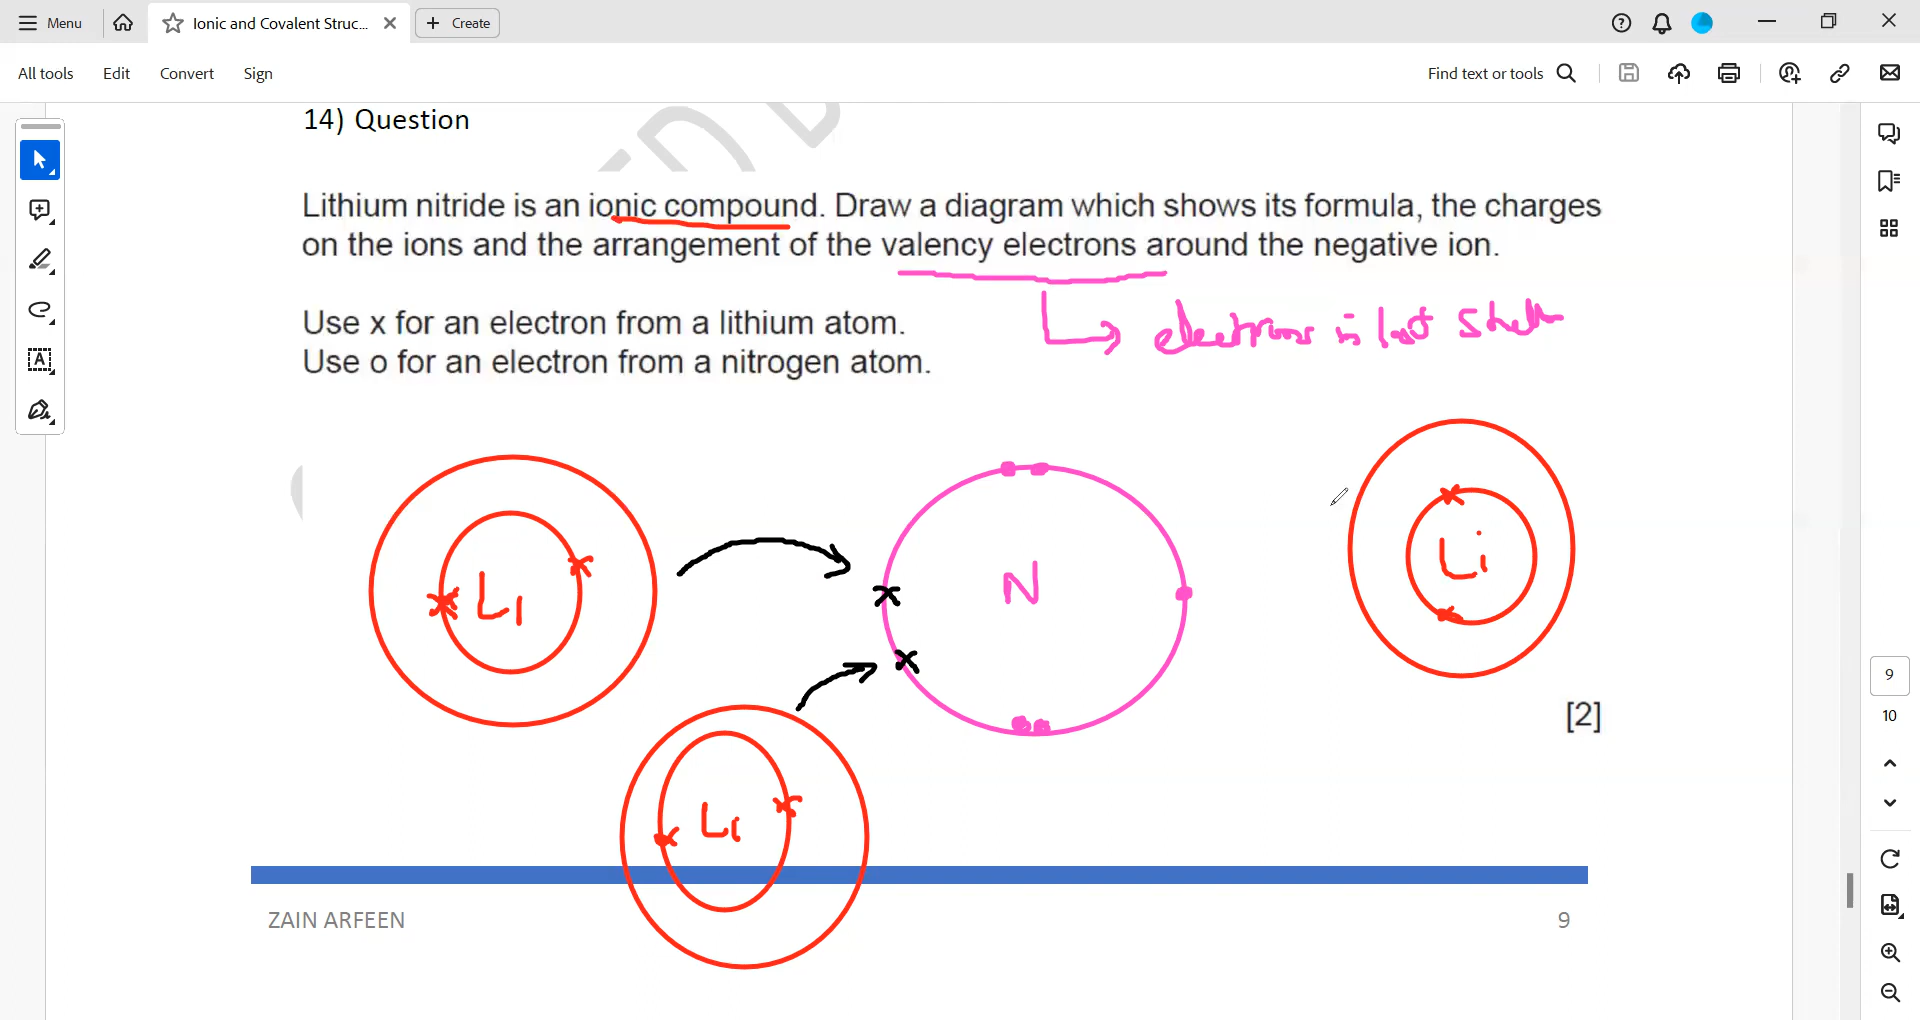 Menu
Ionic and Covalent Struc...
Create
All tools Edit Convert Sign
Find text or tools
14) Question
Lithium nitride is an ionic compound. Draw a diagram which shows its formula, the charges
on the ions and the arrangement of the valency electrons around the negative ion.
Use x for an electron from a lithium atom.
electrons in last shell
Use o for an electron from a nitrogen atom.
Li
N
Li
[2]
Li
9
10
ZAIN ARFEEN
9